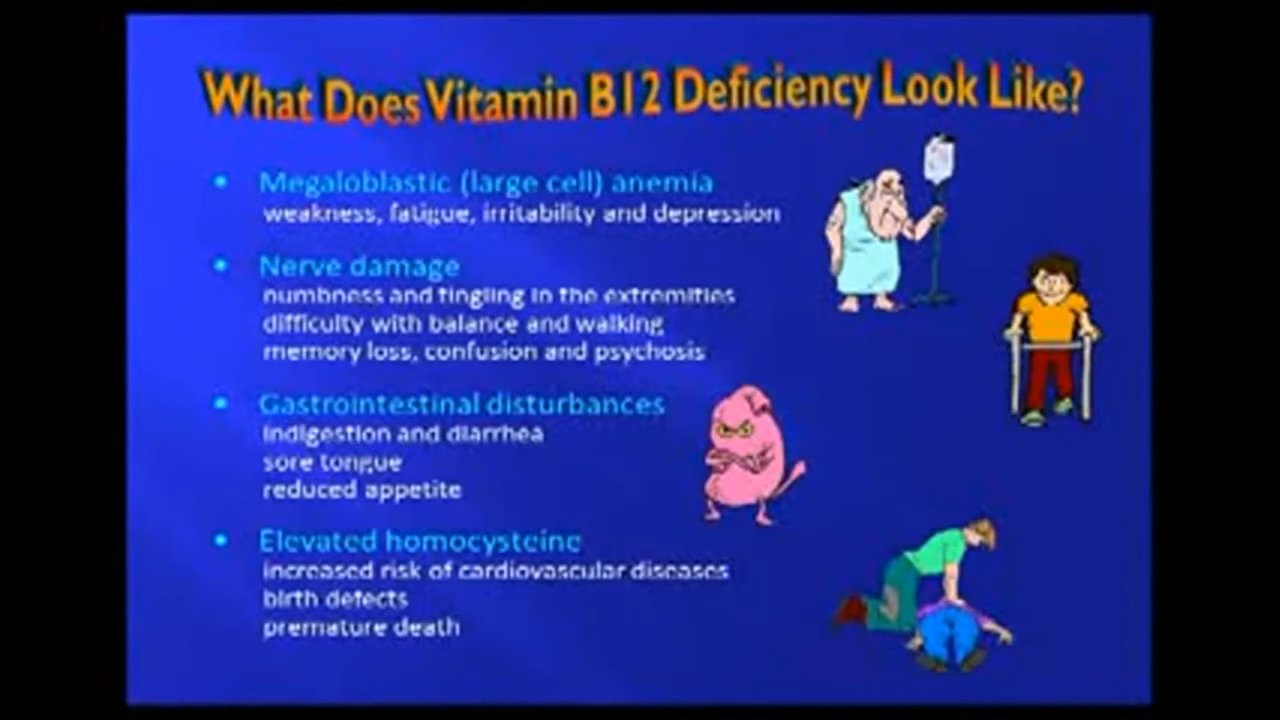 What Does Vitamin B12 Deficiency Look Like?
• Megaloblastic (large cell) anemia
weakness, fatigue, irritability and depression
• Nerve damage
numbness and tingling in the extremities
difficulty with balance and walking
memory loss, confusion and psychosis
• Gastrointestinal disturbances
indigestion and diarrhea
sore tongue
reduced appetite
• Elevated homocysteine
increased risk of cardiovascular diseases
birth defects
premature death